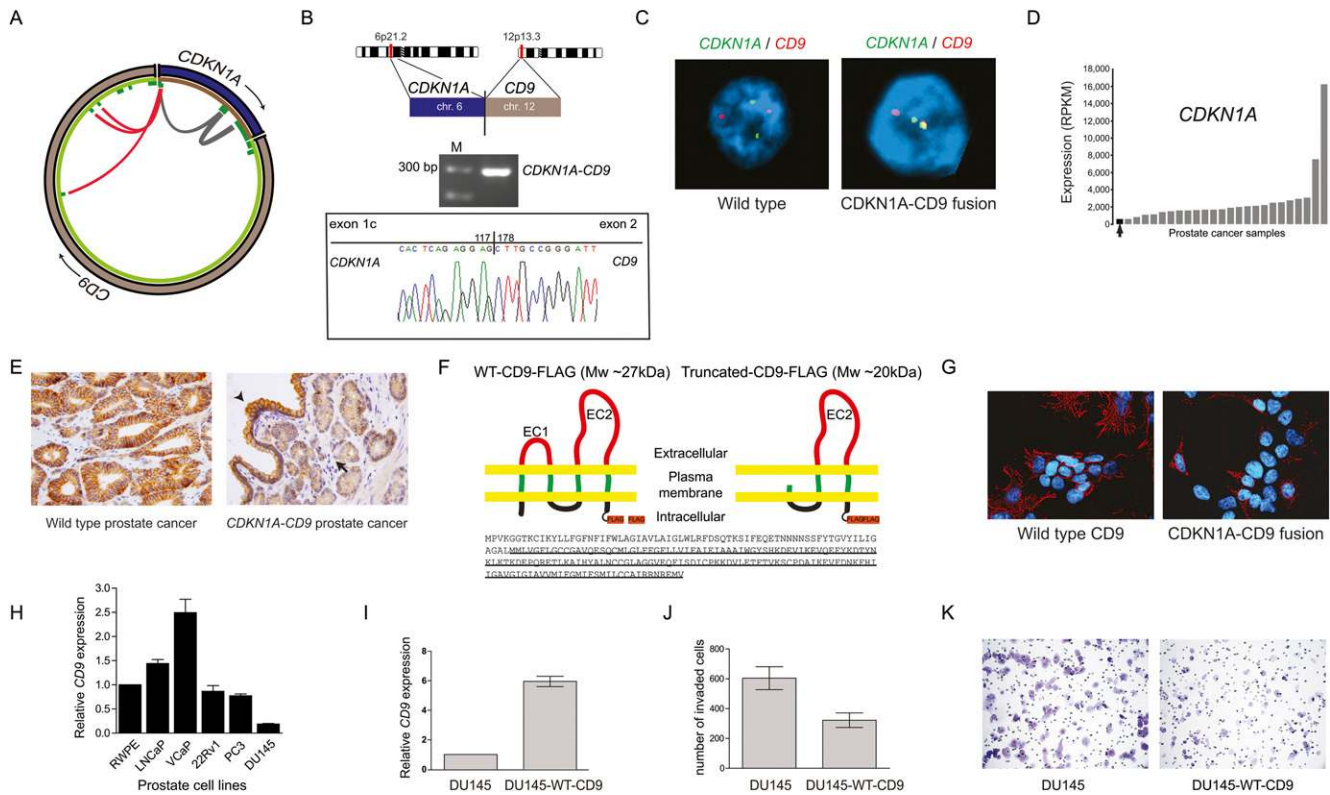 A
CDKN1A
CD9
B
6p21.2
12p13.3
CDKN1A
CD9
chr. 6
chr. 12
M
300 bp
CDKN1A-CD9
exon 1c
exon 2
117 178
CACTCAGAGGAGCTTGCCGGGATT
CDKN1A
CD9
C
CDKN1A / CD9
CDKN1A / CD9
Wild type
CDKN1A-CD9 fusion
D
18,000
16,000
14,000
12,000
10,000
8,000
6,000
4,000
2,000
0
Expression (RPKM)
CDKN1A
Prostate cancer samples
E
Wild type prostate cancer
CDKN1A-CD9 prostate cancer
F
WT-CD9-FLAG (Mw ~27kDa)
Truncated-CD9-FLAG (Mw ~20kDa)
EC1
EC2
EC2
Extracellular
Plasma
membrane
Intracellular
FLAG FLAG
FLAGFLAG
MPVKGGTKCIKYLLFGFNFIFWLAGIAVLAIGLWLRFDSQTKSIFEQETNNNNSSFYTGVYILIG
AGALMMLVGFLGCCGAVQESQCMLGLFFGFLLVIFAIEIAAAIWGYSHKDEVIKEVQEFYKDTYN
KLKTKDEPQRETLKAIHYALNCCGLAGGVEQFISDICPKKDVLETFTVKSCPDAIKEVFDNKFHI
IGAVGIGIAVVMIFGMIFSMILCCAIRRNREMV
G
Wild type CD9
CDKN1A-CD9 fusion
H
Relative CD9 expression
3.0
2.5
2.0
1.5
1.0
0.5
0.0
RWPE
LNCaP
VCaP
22Rv1
PC3
DU145
Prostate cell lines
I
Relative CD9 expression
8
6
4
2
0
DU145
DU145-WT-CD9
J
number of invaded cells
800
600
400
200
0
DU145
DU145-WT-CD9
K
DU145
DU145-WT-CD9